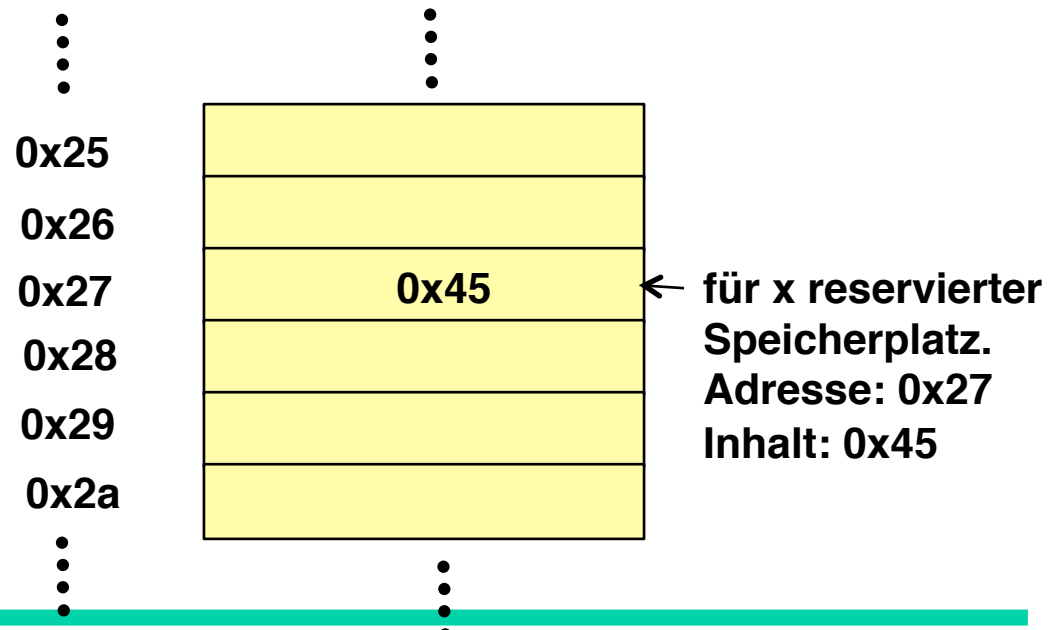 0x25
0x26
0x27
0x45
für x reservierter
Speicherplatz.
Adresse: 0x27
Inhalt: 0x45
0x28
0x29
0x2a